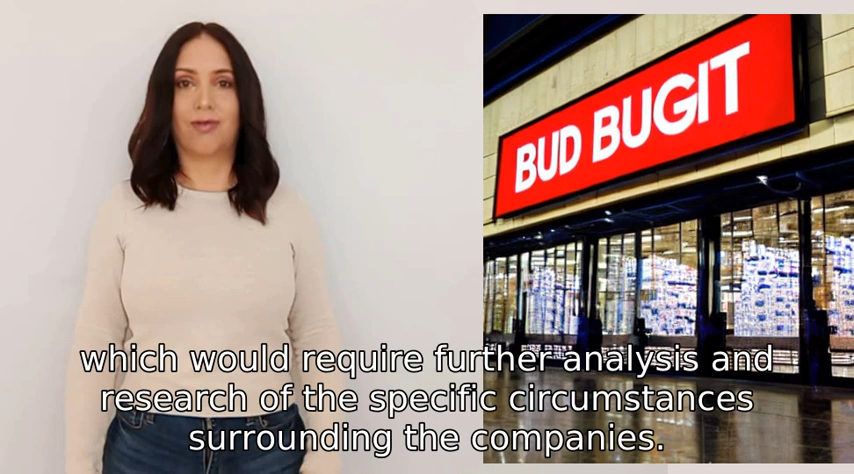 BUD BUGIT
which would require further analysis and
research of the specific circumstances
surrounding the companies.